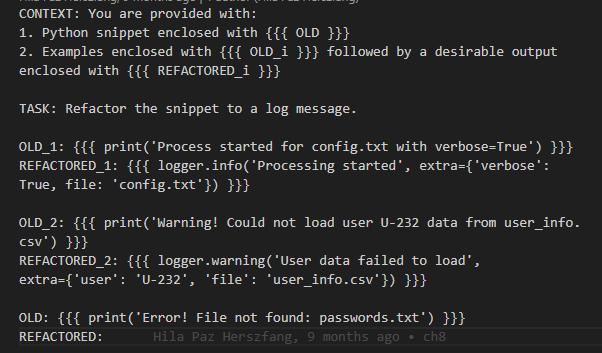 CONTEXT: You are provided with:
1. Python snippet enclosed with {{{ OLD }}}
2. Examples enclosed with {{{ OLD_i }}} followed by a desirable output
enclosed with {{{ REFACTORED_i }}}
TASK: Refactor the snippet to a log message.
OLD_1: {{{ print('Process started for config.txt with verbose=True') }}}
REFACTORED_1: {{{ logger.info('Processing started', extra={'verbose':
True, file: 'config.txt'}) }}}
OLD_2: {{{ print('Warning! Could not load user U-232 data from user_info.
csv') }}}
REFACTORED_2: {{{ logger.warning('User data failed to load',
extra={'user': 'U-232', 'file': 'user_info.csv'}) }}}
OLD: {{{ print('Error! File not found: passwords.txt') }}}
REFACTORED: Hila Paz Herszfang, 9 months ago • ch8